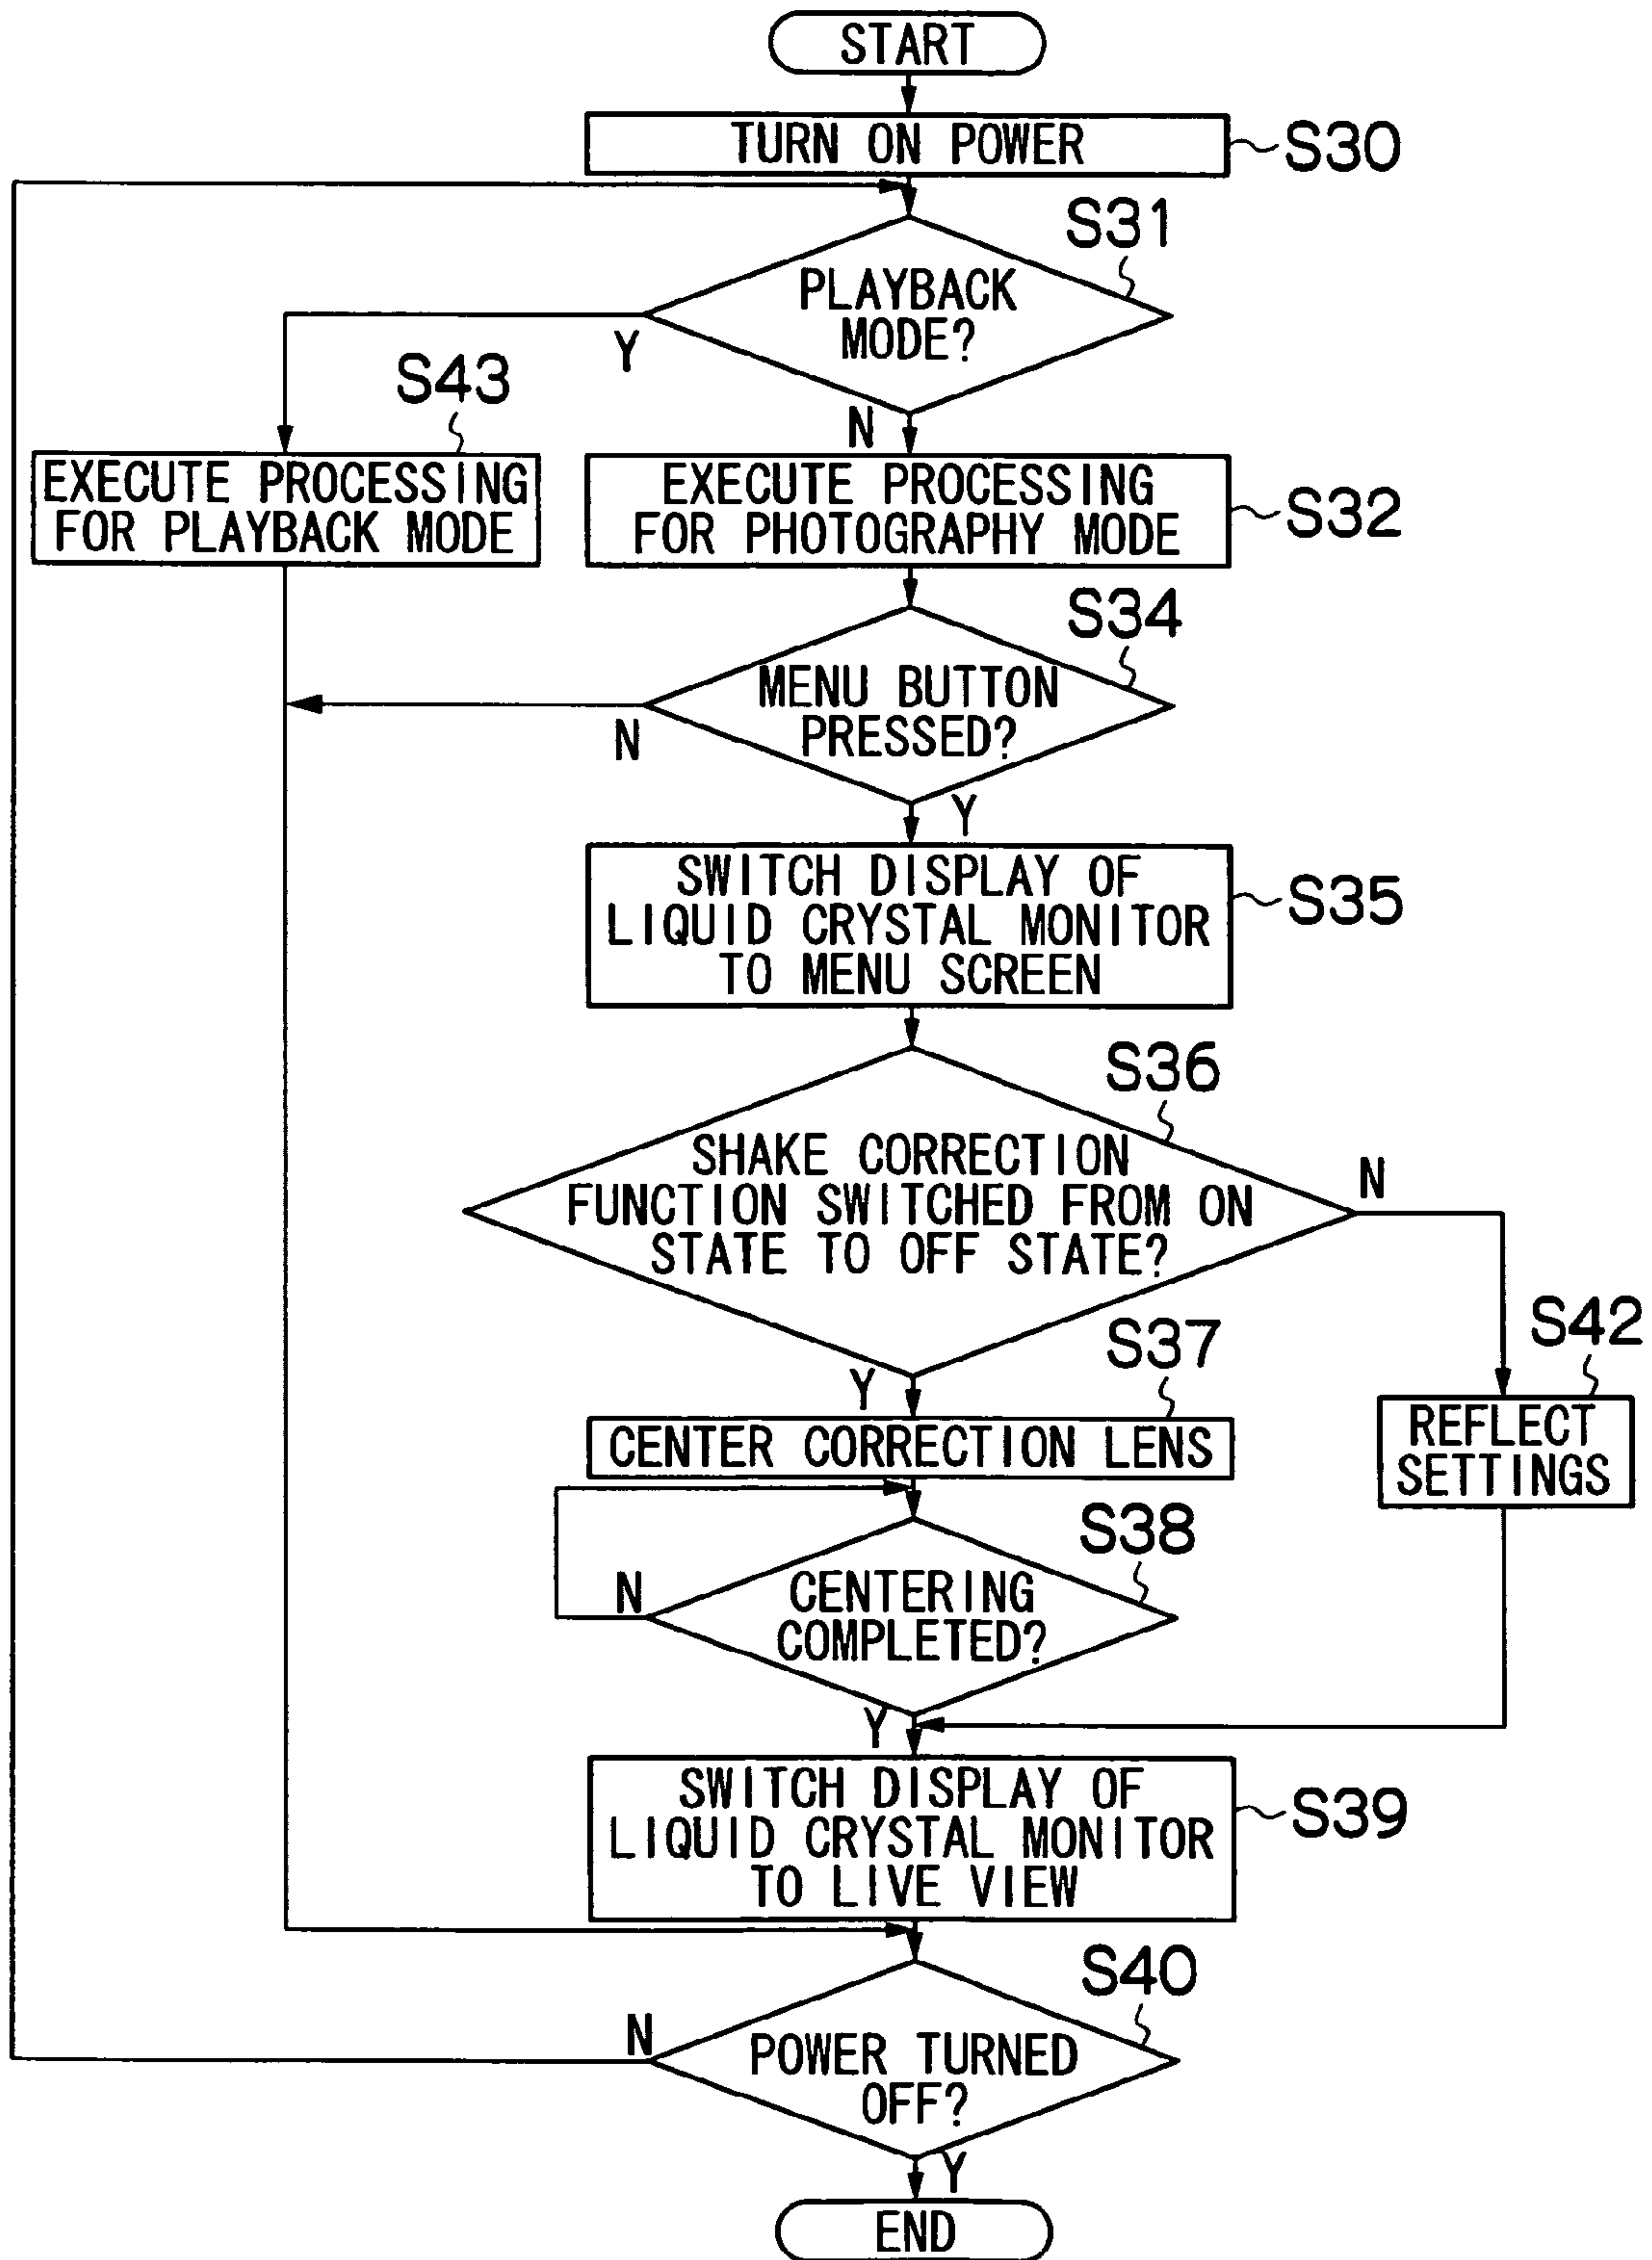 START
TURN ON POWER
S30
S31
PLAYBACK
MODE?
Y
N
S43
EXECUTE PROCESSING
FOR PLAYBACK MODE
EXECUTE PROCESSING
FOR PHOTOGRAPHY MODE
S32
S34
MENU BUTTON
PRESSED?
N
Y
SWITCH DISPLAY OF
LIQUID CRYSTAL MONITOR
TO MENU SCREEN
S35
S36
SHAKE CORRECTION
FUNCTION SWITCHED FROM ON
STATE TO OFF STATE?
N
Y
S37
CENTER CORRECTION LENS
S42
REFLECT
SETTINGS
S38
CENTERING
COMPLETED?
N
Y
SWITCH DISPLAY OF
LIQUID CRYSTAL MONITOR
TO LIVE VIEW
S39
S40
POWER TURNED
OFF?
N
Y
END